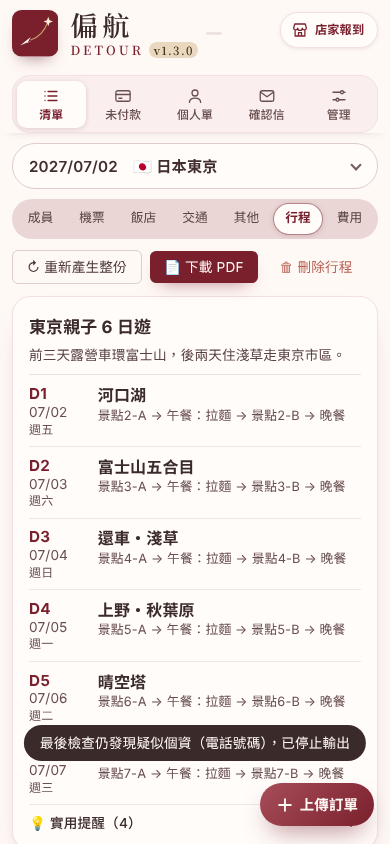 偏航
DETOUR v1.3.0
店家報到
清單
未付款
個人單
確認信
管理
2027/07/02 🇯🇵 日本東京
成員 機票 飯店 交通 其他 行程 費用
↻ 重新產生整份
📄 下載 PDF
🗑 刪除行程
東京親子 6 日遊
前三天露營車環富士山，後兩天住淺草走東京市區。
D1
07/02
週五
河口湖
景點2-A → 午餐：拉麵 → 景點2-B → 晚餐
D2
07/03
週六
富士山五合目
景點3-A → 午餐：拉麵 → 景點3-B → 晚餐
D3
07/04
週日
還車・淺草
景點4-A → 午餐：拉麵 → 景點4-B → 晚餐
D4
07/05
週一
上野・秋葉原
景點5-A → 午餐：拉麵 → 景點5-B → 晚餐
D5
07/06
週二
晴空塔
景點6-A → 午餐：拉麵 → 景點6-B → 晚餐
最後檢查仍發現疑似個資（電話號碼），已停止輸出
07/07
週三
景點7-A → 午餐：拉麵 → 景點7-B → 晚餐
💡 實用提醒（4）
＋ 上傳訂單